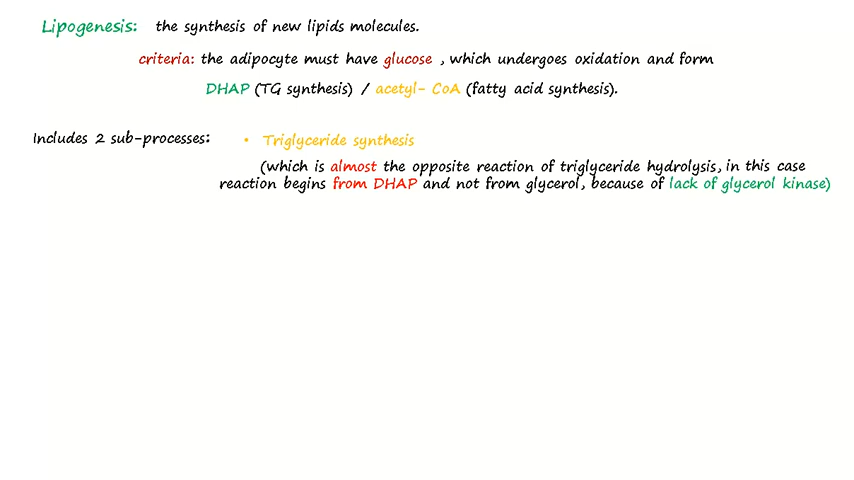 Lipogenesis: the synthesis of new lipids molecules.
criteria: the adipocyte must have glucose , which undergoes oxidation and form
DHAP (TG synthesis) / acetyl- CoA (fatty acid synthesis).
Includes 2 sub-processes: • Triglyceride synthesis
(which is almost the opposite reaction of triglyceride hydrolysis, in this case
reaction begins from DHAP and not from glycerol, because of lack of glycerol kinase)